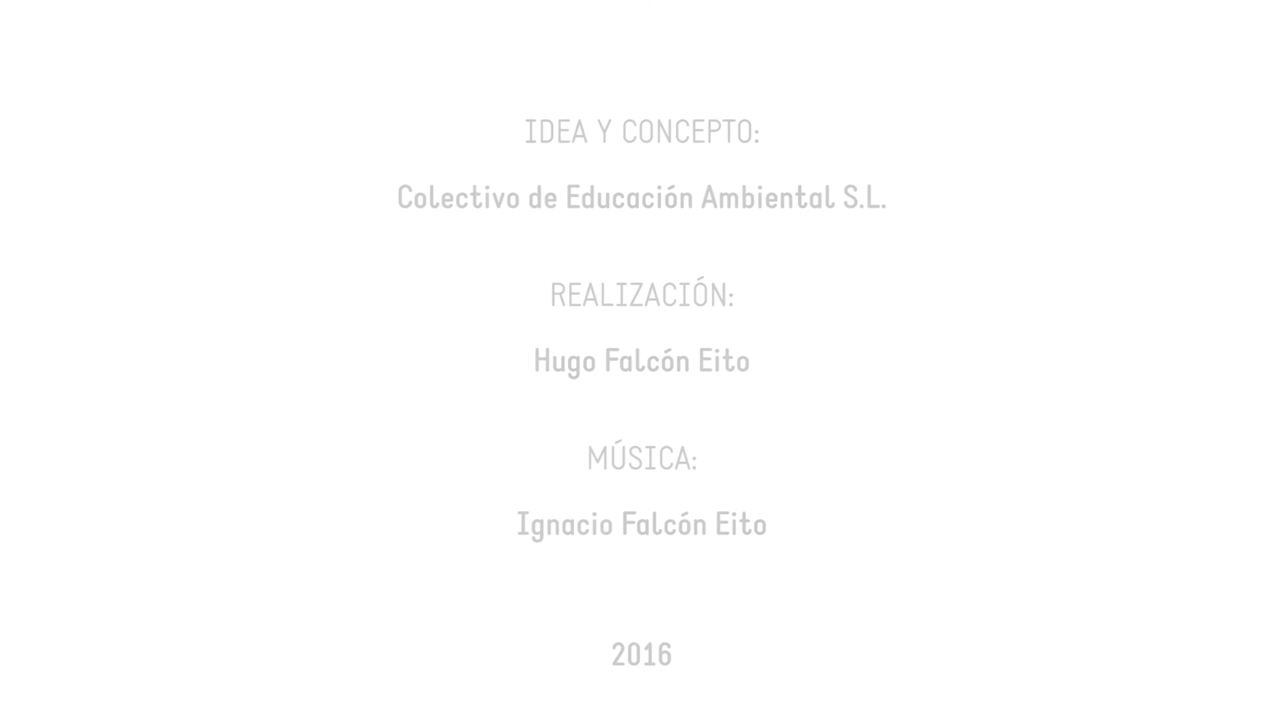 IDEA Y CONCEPTO:
Colectivo de Educación Ambiental S.L.
REALIZACIÓN:
Hugo Falcón Eito
MÚSICA:
Ignacio Falcón Eito
2016